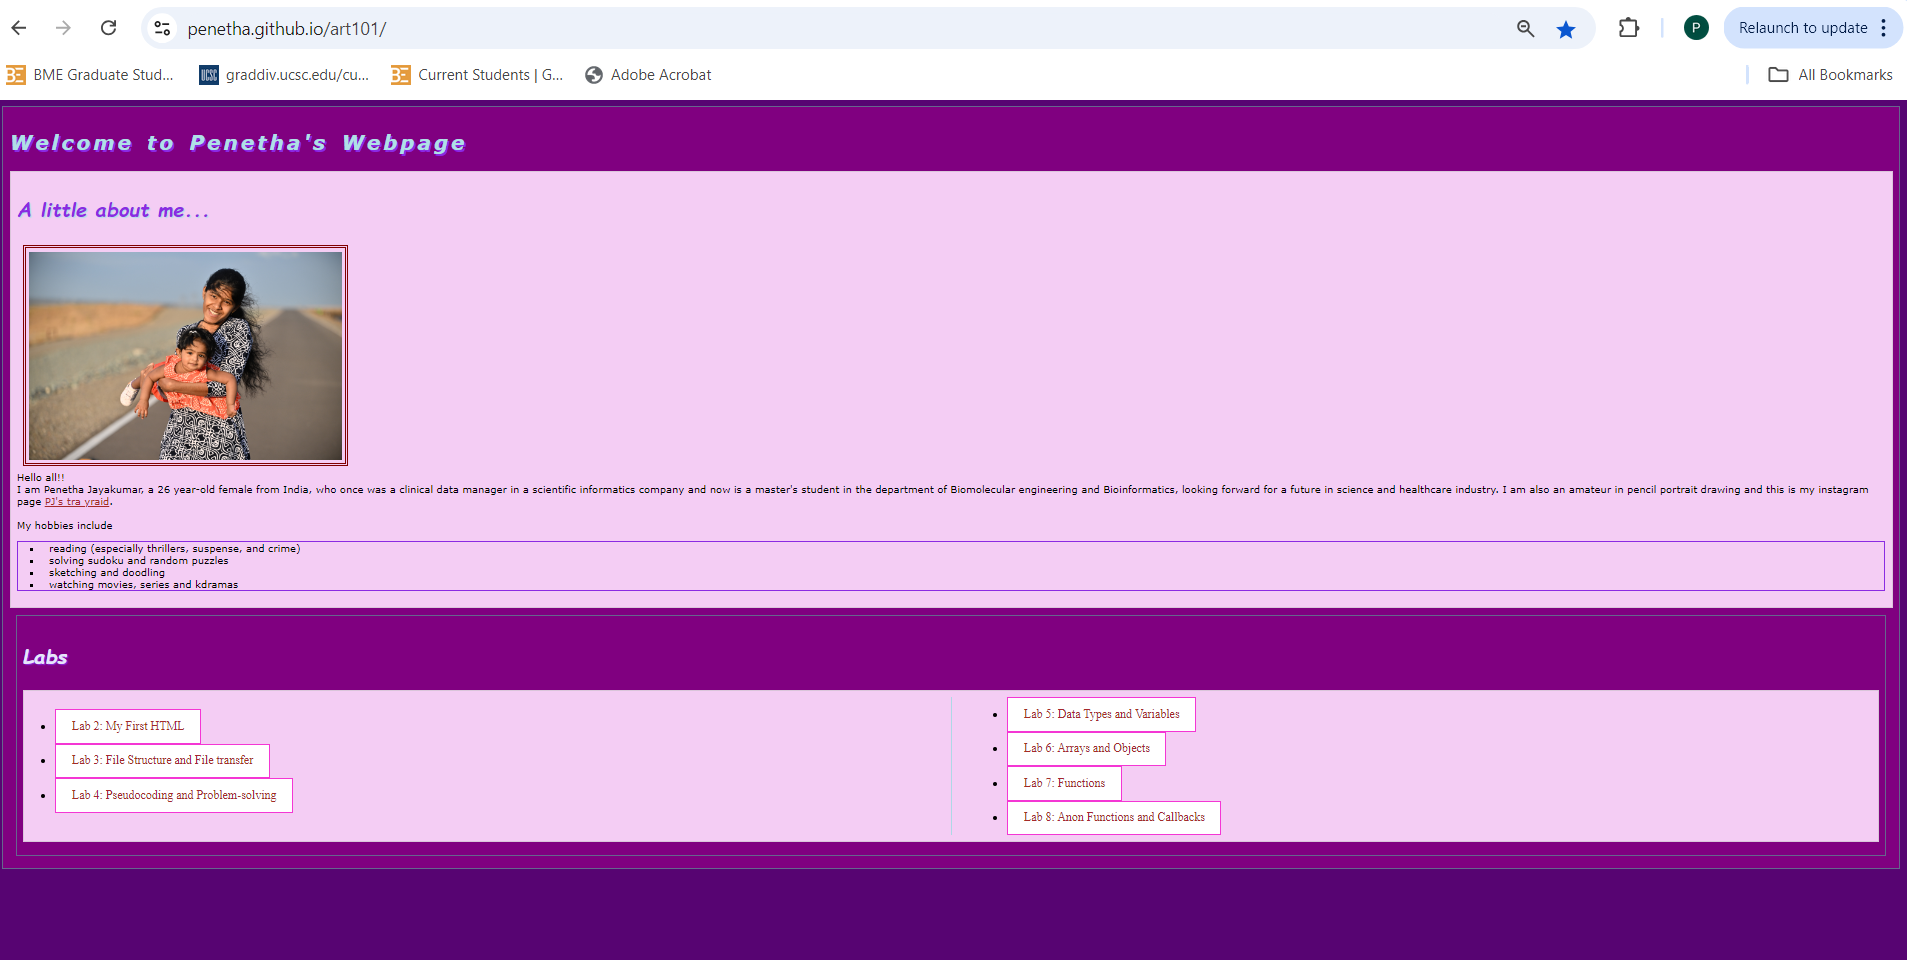 penetha.github.io/art101/
P
Relaunch to update
BME Graduate Stud...
UCSC
graddiv.ucsc.edu/cu...
Current Students | G...
Adobe Acrobat
All Bookmarks
Welcome to Penetha's Webpage
A little about me...
Hello all!!
I am Penetha Jayakumar, a 26 year-old female from India, who once was a clinical data manager in a scientific informatics company and now is a master's student in the department of Biomolecular engineering and Bioinformatics, looking forward for a future in science and healthcare industry. I am also an amateur in pencil portrait drawing and this is my instagram
page PJ's tra yraid.
My hobbies include
reading (especially thrillers, suspense, and crime)
solving sudoku and random puzzles
sketching and doodling
watching movies, series and kdramas
Labs
Lab 2: My First HTML
Lab 3: File Structure and File transfer
Lab 4: Pseudocoding and Problem-solving
Lab 5: Data Types and Variables
Lab 6: Arrays and Objects
Lab 7: Functions
Lab 8: Anon Functions and Callbacks